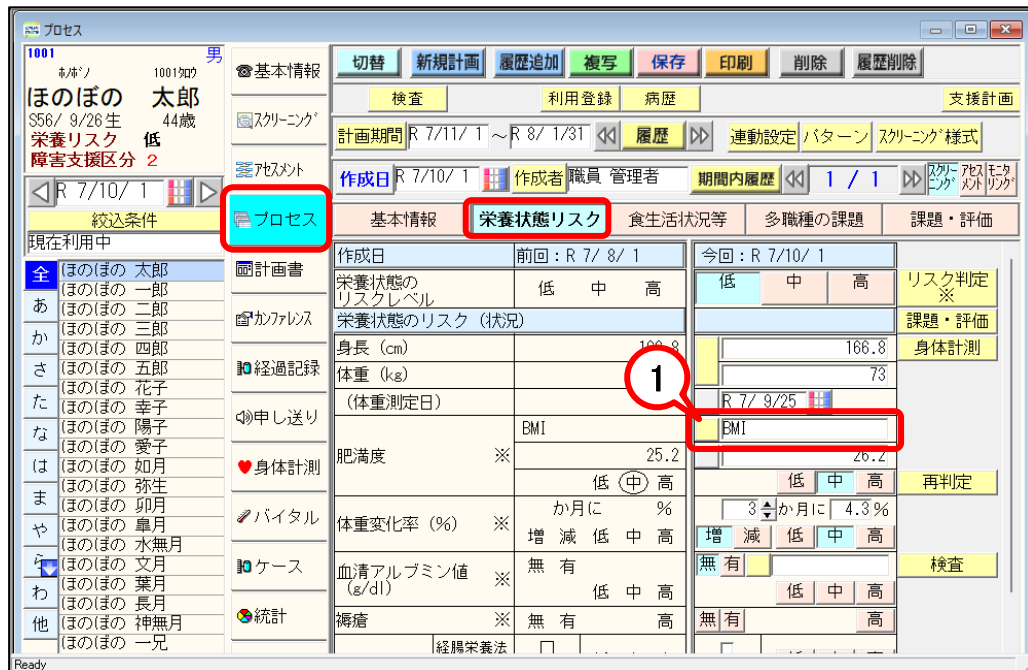 プロセス
1001 男
ﾎﾉﾎﾞﾉ 1001ﾀﾛｳ
ほのぼの 太郎
S56/ 9/26生 44歳
栄養リスク 低
障害支援区分 2
R 7/10/ 1
絞込条件
現在利用中
全
あ
か
さ
た
な
は
ま
や
ら
わ
他
ほのぼの 太郎
ほのぼの 一郎
ほのぼの 二郎
ほのぼの 三郎
ほのぼの 四郎
ほのぼの 五郎
ほのぼの 花子
ほのぼの 幸子
ほのぼの 陽子
ほのぼの 愛子
ほのぼの 如月
ほのぼの 弥生
ほのぼの 卯月
ほのぼの 皐月
ほのぼの 水無月
ほのぼの 文月
ほのぼの 葉月
ほのぼの 長月
ほのぼの 神無月
ほのぼの 一兄
基本情報
ｽｸﾘｰﾆﾝｸﾞ
ｱｾｽﾒﾝﾄ
プロセス
計画書
ｶﾝﾌｧﾚﾝｽ
経過記録
申し送り
身体計測
バイタル
ケース
統計
切替 新規計画 履歴追加 複写 保存 印刷 削除 履歴削除
検査 利用登録 病歴 支援計画
計画期間 R 7/11/ 1 ～ R 8/ 1/31 履歴 連動設定 パターン ｽｸﾘｰﾆﾝｸﾞ様式
作成日 R 7/10/ 1 作成者 職員 管理者 期間内履歴 1 / 1 ｽｸﾘｰﾆﾝｸﾞ ｱｾｽﾒﾝﾄ ﾓﾆﾀﾘﾝｸﾞ
基本情報 栄養状態リスク 食生活状況等 多職種の課題 課題・評価
作成日 前回：R 7/ 8/ 1 今回：R 7/10/ 1
栄養状態の
リスクレベル 低 中 高 低 中 高 リスク判定
※
栄養状態のリスク（状況） 課題・評価
身長（cm） 166.8 身体計測
体重（kg） 73
（体重測定日） R 7/ 9/25
1
BMI BMI
肥満度 ※ 25.2 26.2
低 中 高 低 中 高 再判定
か月に % 3 か月に 4.3 %
体重変化率（%） ※ 増 減 低 中 高 増 減 低 中 高
血清アルブミン値
（g/dl） ※ 無 有 無 有 検査
低 中 高 低 中 高
褥瘡 ※ 無 有 高 無 有 高
経腸栄養法
Ready